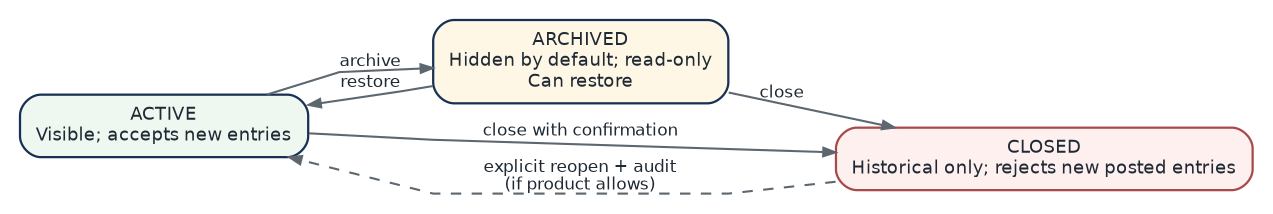 ARCHIVED
Hidden by default; read-only
Can restore
archive
restore
close
ACTIVE
Visible; accepts new entries
close with confirmation
CLOSED
Historical only; rejects new posted entries
explicit reopen + audit
(if product allows)